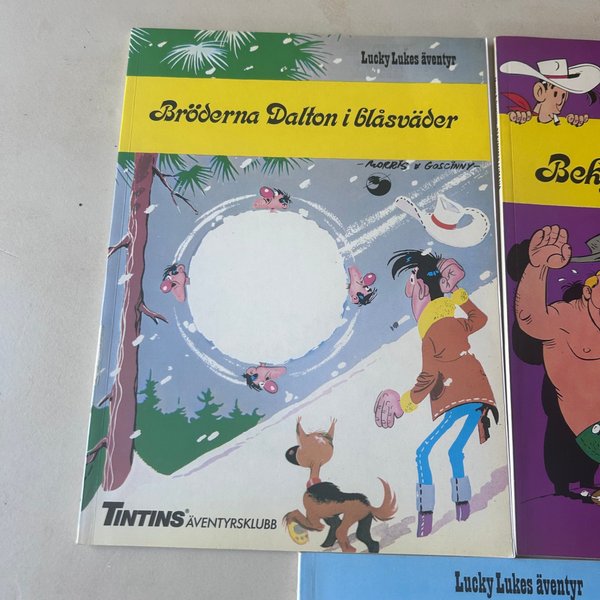 Lucky Lukes äventyr
Bröderna Dalton i blåsväder
-MORRIS & GOSCINNY-
TINTINS® ÄVENTYRSKLUBB
Lucky Lukes äventyr